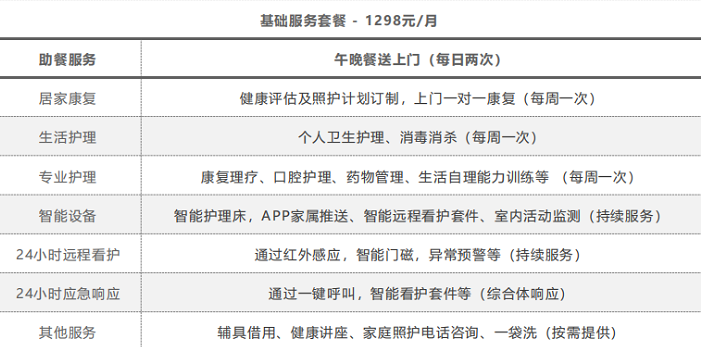 基础服务套餐 - 1298元/月
助餐服务 午晚餐送上门（每日两次）
居家康复 健康评估及照护计划订制，上门一对一康复（每周一次）
生活护理 个人卫生护理、消毒消杀（每周一次）
专业护理 康复理疗、口腔护理、药物管理、生活自理能力训练等 （每周一次）
智能设备 智能护理床，APP家属推送、智能远程看护套件、室内活动监测（持续服务）
24小时远程看护 通过红外感应，智能门磁，异常预警等（持续服务）
24小时应急响应 通过一键呼叫，智能看护套件等（综合体响应）
其他服务 辅具借用、健康讲座、家庭照护电话咨询、一袋洗（按需提供）